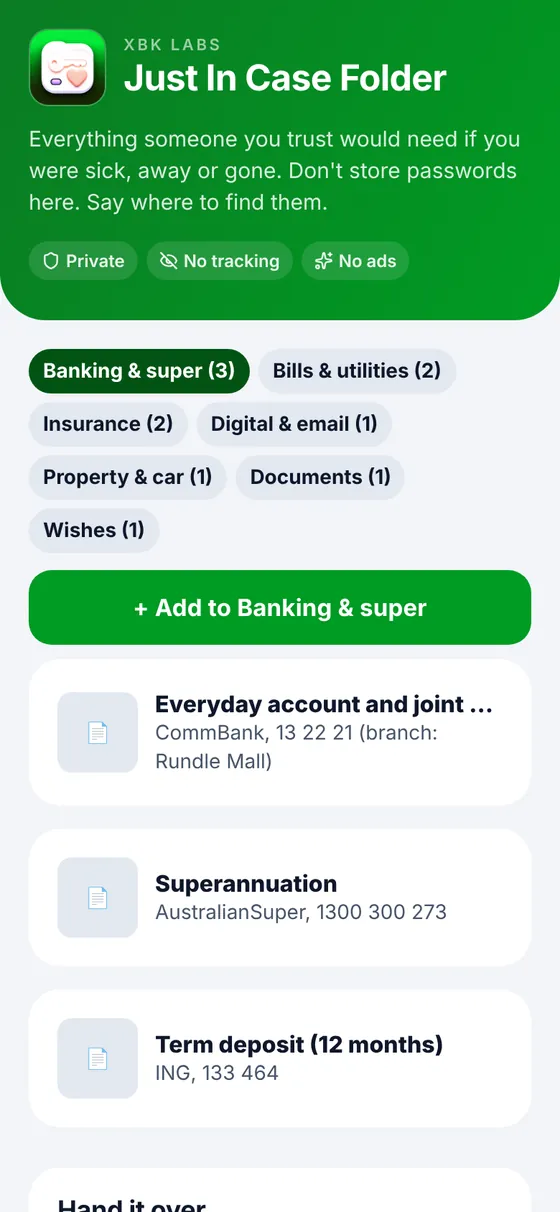 XBK LABS
Just In Case Folder
Everything someone you trust would need if you
were sick, away or gone. Don't store passwords
here. Say where to find them.
Private
No tracking
No ads
Banking & super (3)
Bills & utilities (2)
Insurance (2)
Digital & email (1)
Property & car (1)
Documents (1)
Wishes (1)
+ Add to Banking & super
Everyday account and joint ...
CommBank, 13 22 21 (branch:
Rundle Mall)
Superannuation
AustralianSuper, 1300 300 273
Term deposit (12 months)
ING, 133 464
Hand it over